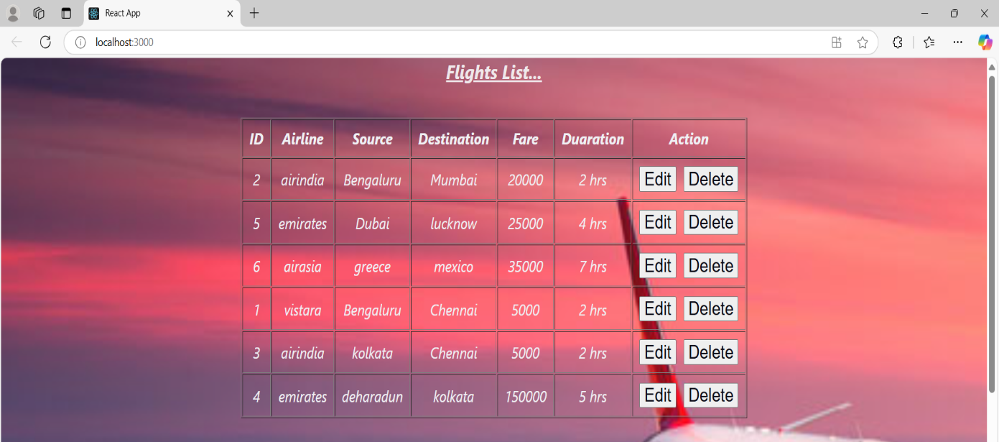 React App
localhost:3000
Flights List...
ID Airline Source Destination Fare Duaration Action
2 airindia Bengaluru Mumbai 20000 2 hrs Edit Delete
5 emirates Dubai lucknow 25000 4 hrs Edit Delete
6 airasia greece mexico 35000 7 hrs Edit Delete
1 vistara Bengaluru Chennai 5000 2 hrs Edit Delete
3 airindia kolkata Chennai 5000 2 hrs Edit Delete
4 emirates deharadun kolkata 150000 5 hrs Edit Delete